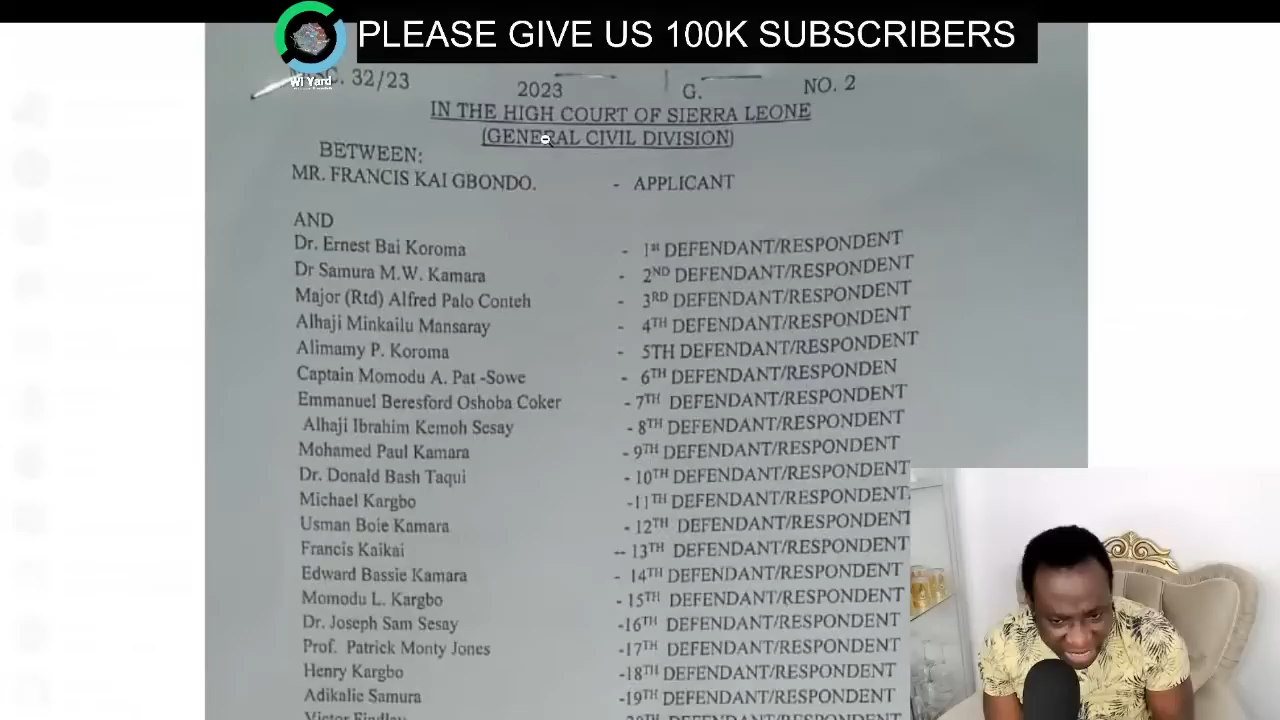 PLEASE GIVE US 100K SUBSCRIBERS
Wi Yard
MISC. 32/23 2023 G. NO. 2
IN THE HIGH COURT OF SIERRA LEONE
(GENERAL CIVIL DIVISION)
BETWEEN:
MR. FRANCIS KAI GBONDO. - APPLICANT
AND
Dr. Ernest Bai Koroma - 1st DEFENDANT/RESPONDENT
Dr Samura M.W. Kamara - 2ND DEFENDANT/RESPONDENT
Major (Rtd) Alfred Palo Conteh - 3RD DEFENDANT/RESPONDENT
Alhaji Minkailu Mansaray - 4TH DEFENDANT/RESPONDENT
Alimamy P. Koroma - 5TH DEFENDANT/RESPONDENT
Captain Momodu A. Pat -Sowe - 6TH DEFENDANT/RESPONDEN
Emmanuel Beresford Oshoba Coker - 7TH DEFENDANT/RESPONDENT
Alhaji Ibrahim Kemoh Sesay - 8TH DEFENDANT/RESPONDENT
Mohamed Paul Kamara - 9TH DEFENDANT/RESPONDENT
Dr. Donald Bash Taqui - 10TH DEFENDANT/RESPONDENT
Michael Kargbo -11TH DEFENDANT/RESPONDENT
Usman Boie Kamara - 12TH DEFENDANT/RESPONDENT
Francis Kaikai -- 13TH DEFENDANT/RESPONDENT
Edward Bassie Kamara - 14TH DEFENDANT/RESPONDENT
Momodu L. Kargbo - 15TH DEFENDANT/RESPONDENT
Dr. Joseph Sam Sesay -16TH DEFENDANT/RESPONDENT
Prof. Patrick Monty Jones -17TH DEFENDANT/RESPONDENT
Henry Kargbo -18TH DEFENDANT/RESPONDENT
Adikalie Samura -19TH DEFENDANT/RESPONDENT